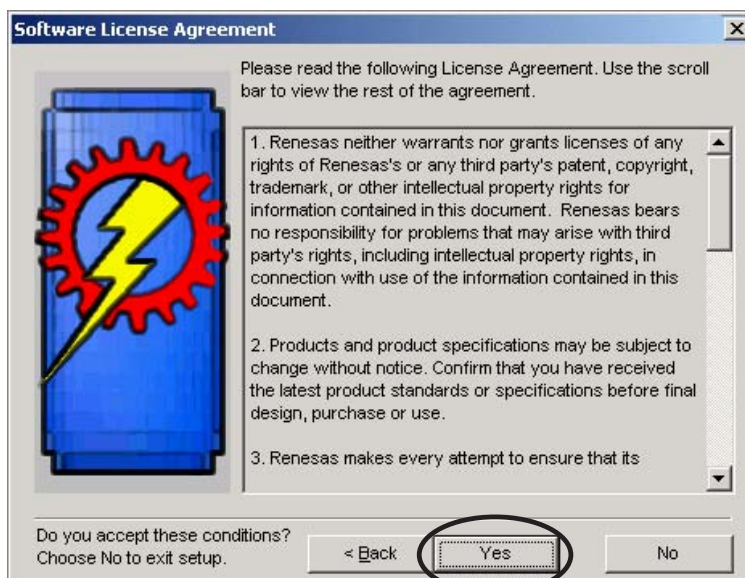 Software License Agreement
Please read the following License Agreement. Use the scroll
bar to view the rest of the agreement.
1. Renesas neither warrants nor grants licenses of any
rights of Renesas's or any third party's patent, copyright,
trademark, or other intellectual property rights for
information contained in this document.  Renesas bears
no responsibility for problems that may arise with third
party's rights, including intellectual property rights, in
connection with use of the information contained in this
document.
2. Products and product specifications may be subject to
change without notice. Confirm that you have received
the latest product standards or specifications before final
design, purchase or use.
3. Renesas makes every attempt to ensure that its
Do you accept these conditions?
Choose No to exit setup.
< Back
Yes
No